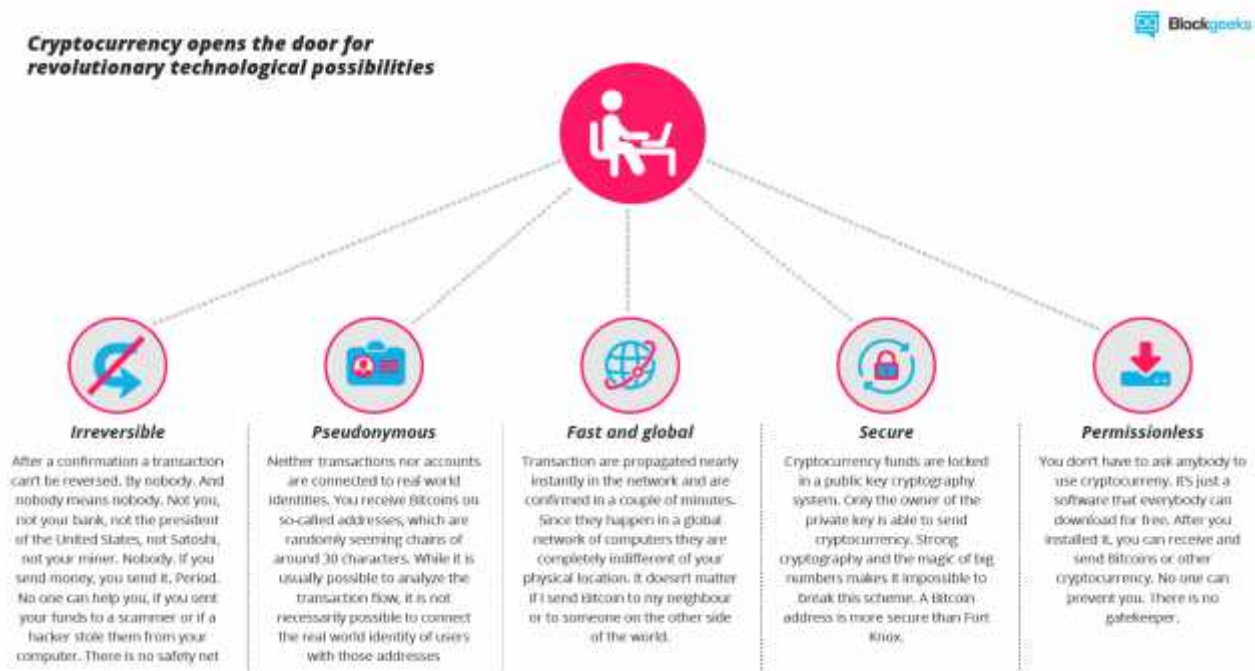 Cryptocurrency opens the door for
revolutionary technological possibilities
Blockgeeks
Irreversible
After a confirmation a transaction
can't be reversed. By nobody. And
nobody means nobody. Not you,
not your bank, not the president
of the United States, not Satoshi,
not your miner. Nobody. If you
send money, you send it. Period.
No one can help you, if you sent
your funds to a scammer or if a
hacker stole them from your
computer. There is no safety net
Pseudonymous
Neither transactions nor accounts
are connected to real world
identities. You receive Bitcoins on
so-called addresses, which are
randomly seeming chains of
around 30 characters. While it is
usually possible to analyze the
transaction flow, it is not
necessarily possible to connect
the real world identity of users
with those addresses
Fast and global
Transaction are propagated nearly
instantly in the network and are
confirmed in a couple of minutes.
Since they happen in a global
network of computers they are
completely indifferent of your
physical location. It doesn't matter
if I send Bitcoin to my neighbour
or to someone on the other side
of the world.
Secure
Cryptocurrency funds are locked
in a public key cryptography
system. Only the owner of the
private key is able to send
cryptocurrency. Strong
cryptography and the magic of big
numbers makes it impossible to
break this scheme. A Bitcoin
address is more secure than Fort
Knox.
Permissionless
You don't have to ask anybody to
use cryptocurreny. It's just a
software that everybody can
download for free. After you
installed it, you can receive and
send Bitcoins or other
cryptocurrency. No one can
prevent you. There is no
gatekeeper.